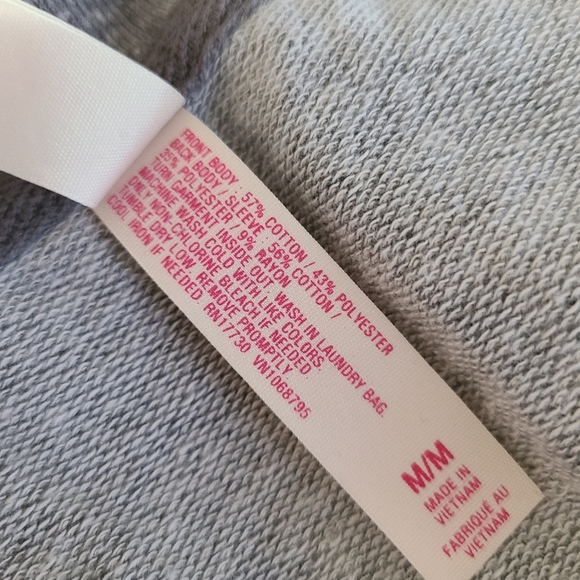 FRONT BODY : 57% COTTON / 43% POLYESTER
BACK BODY / SLEEVE : 56% COTTON /
35% POLYESTER / 9% RAYON
TURN GARMENT INSIDE OUT. WASH IN LAUNDRY BAG.
MACHINE WASH COLD WITH LIKE COLORS.
ONLY NON-CHLORINE BLEACH IF NEEDED.
TUMBLE DRY LOW. REMOVE PROMPTLY.
COOL IRON IF NEEDED. RN17730 VN1068795
M/M
MADE IN
VIETNAM
FABRIQUÉ AU
VIETNAM